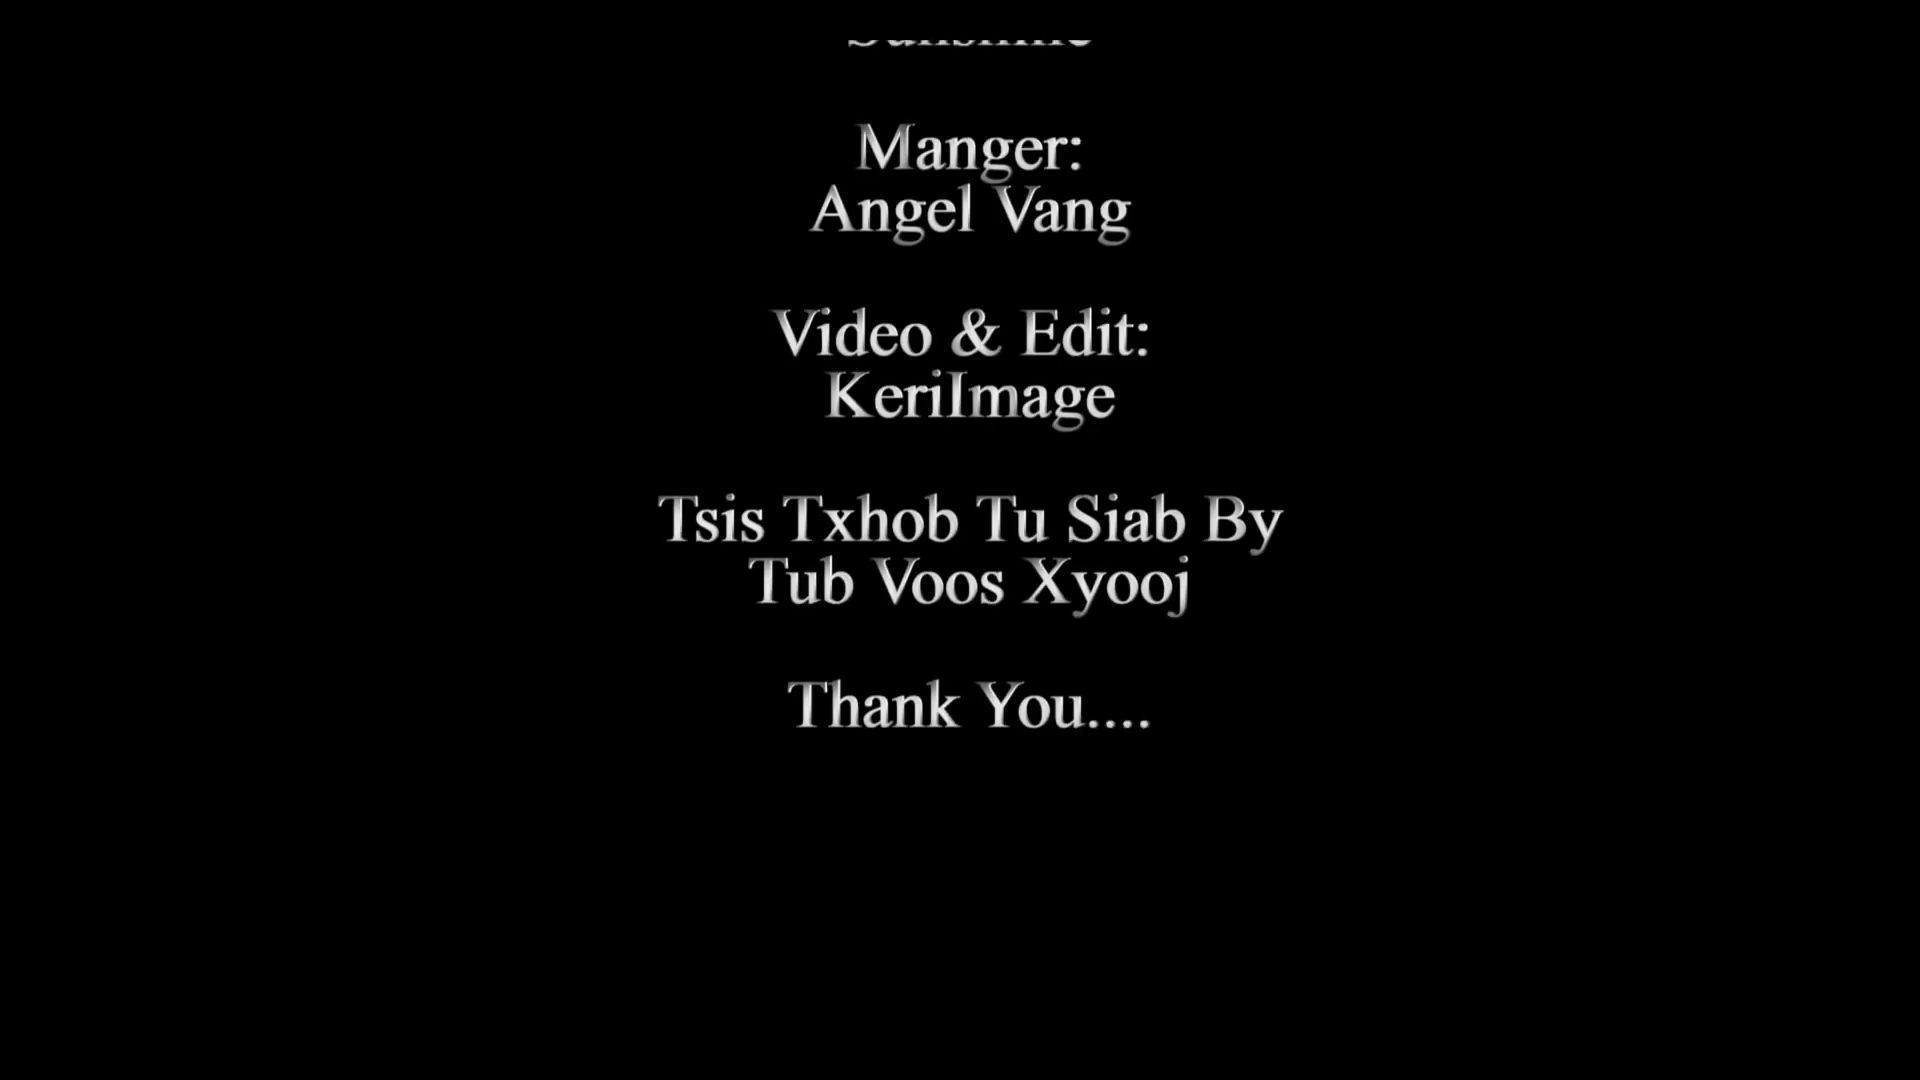 Manger:
Angel Vang
Video & Edit:
KeriImage
Tsis Txhob Tu Siab By
Tub Voos Xyooj
Thank You....